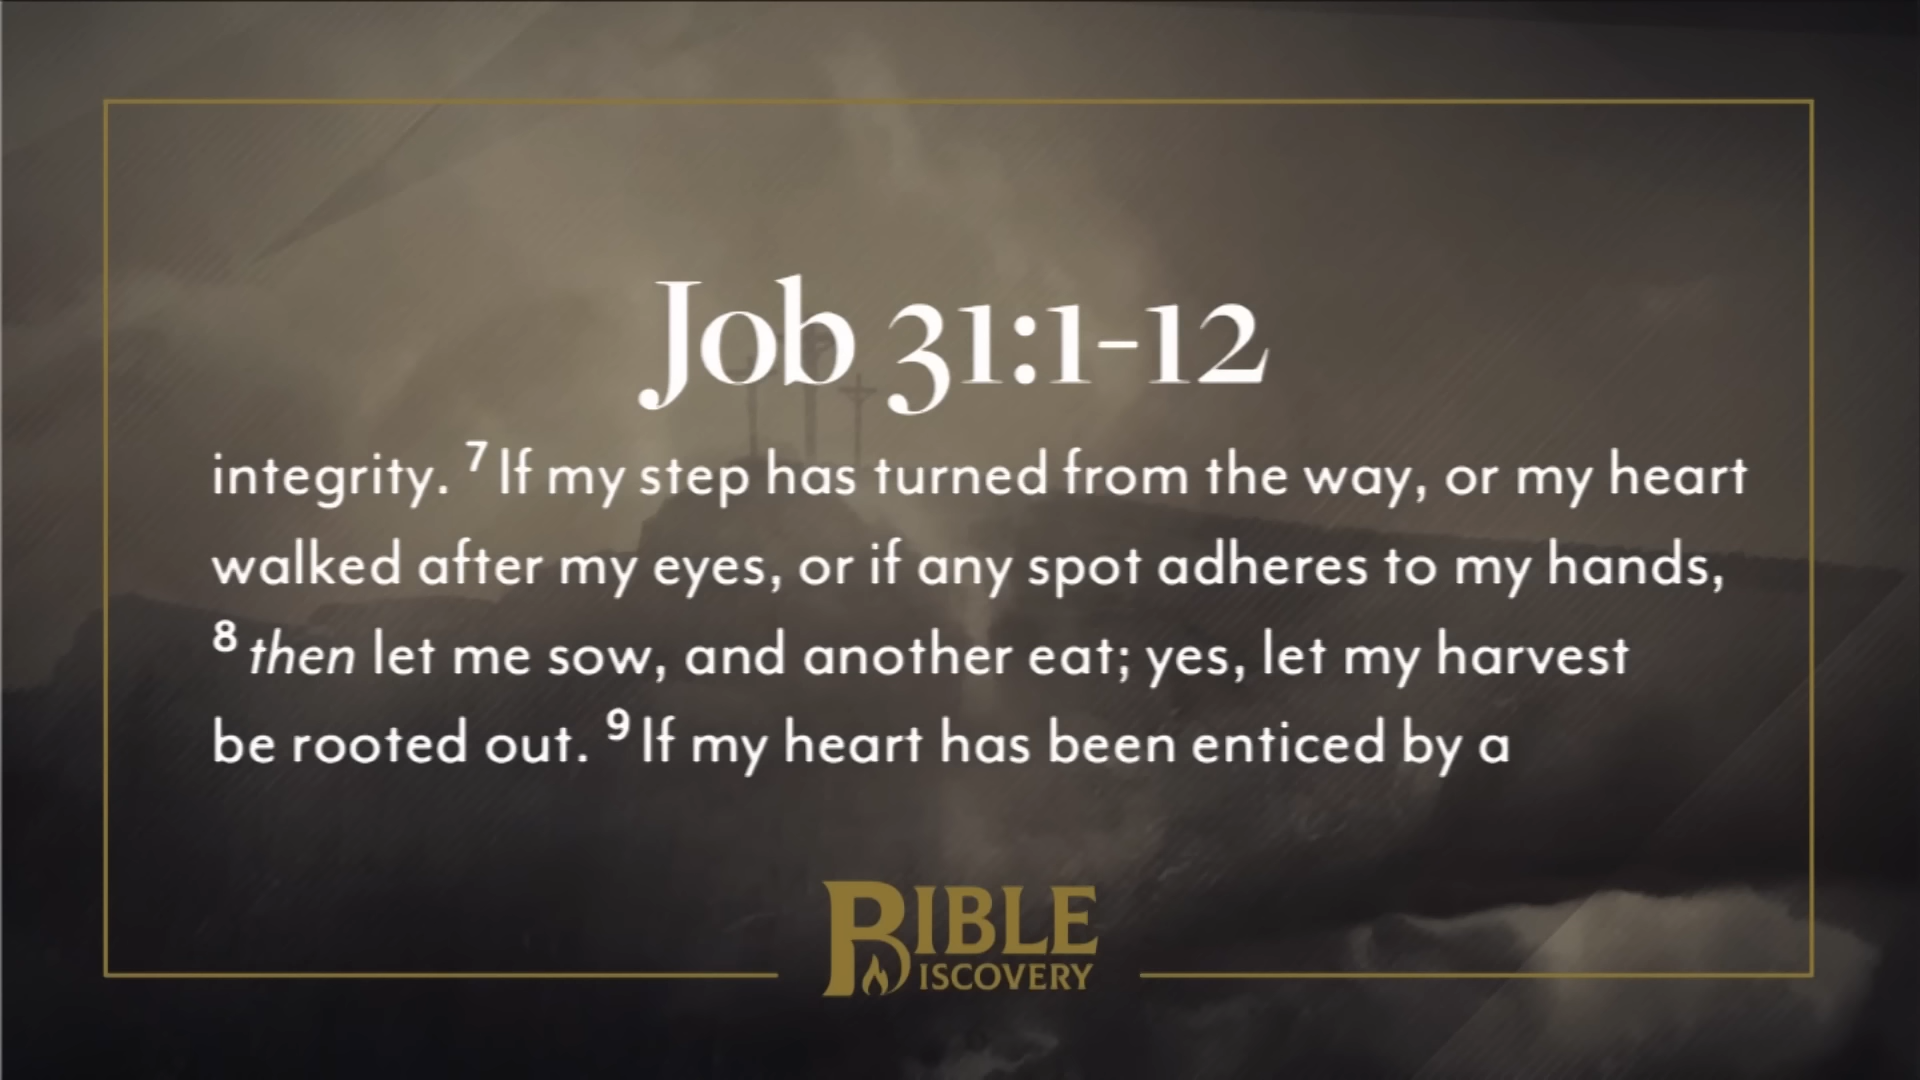 Job 31:1-12
integrity. 7 If my step has turned from the way, or my heart
walked after my eyes, or if any spot adheres to my hands,
8 then let me sow, and another eat; yes, let my harvest
be rooted out. 9 If my heart has been enticed by a
BIBLE
DISCOVERY